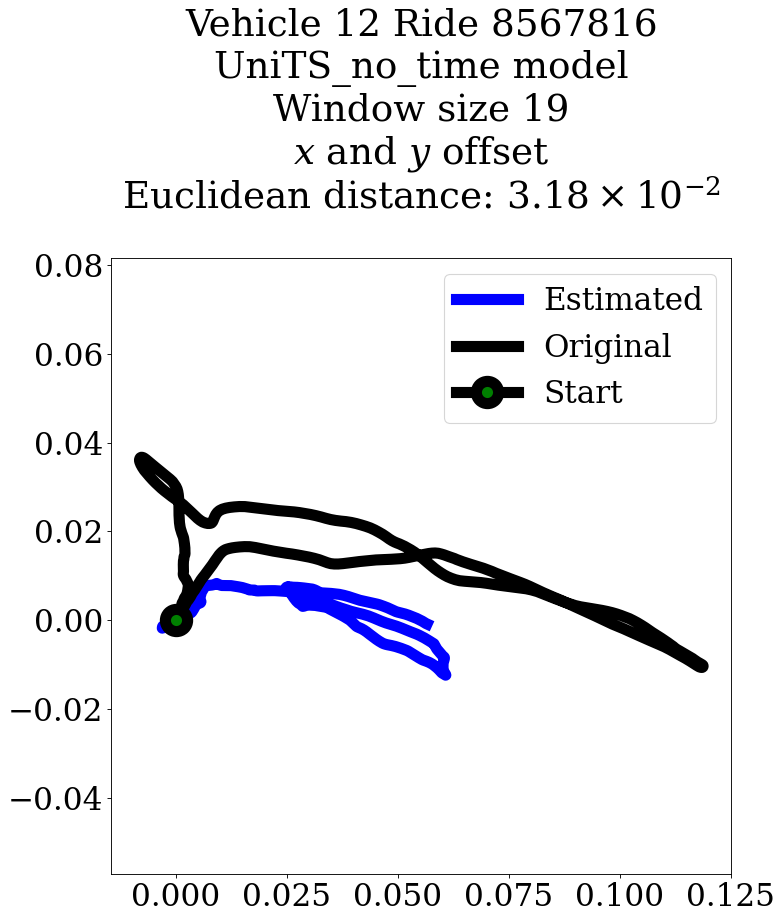 Vehicle 12 Ride 8567816
UniTS_no_time model
Window size 19
x and y offset
Euclidean distance: 3.18 × 10⁻²
Estimated
Original
Start
0.08
0.06
0.04
0.02
0.00
−0.02
−0.04
0.000 0.025 0.050 0.075 0.100 0.125